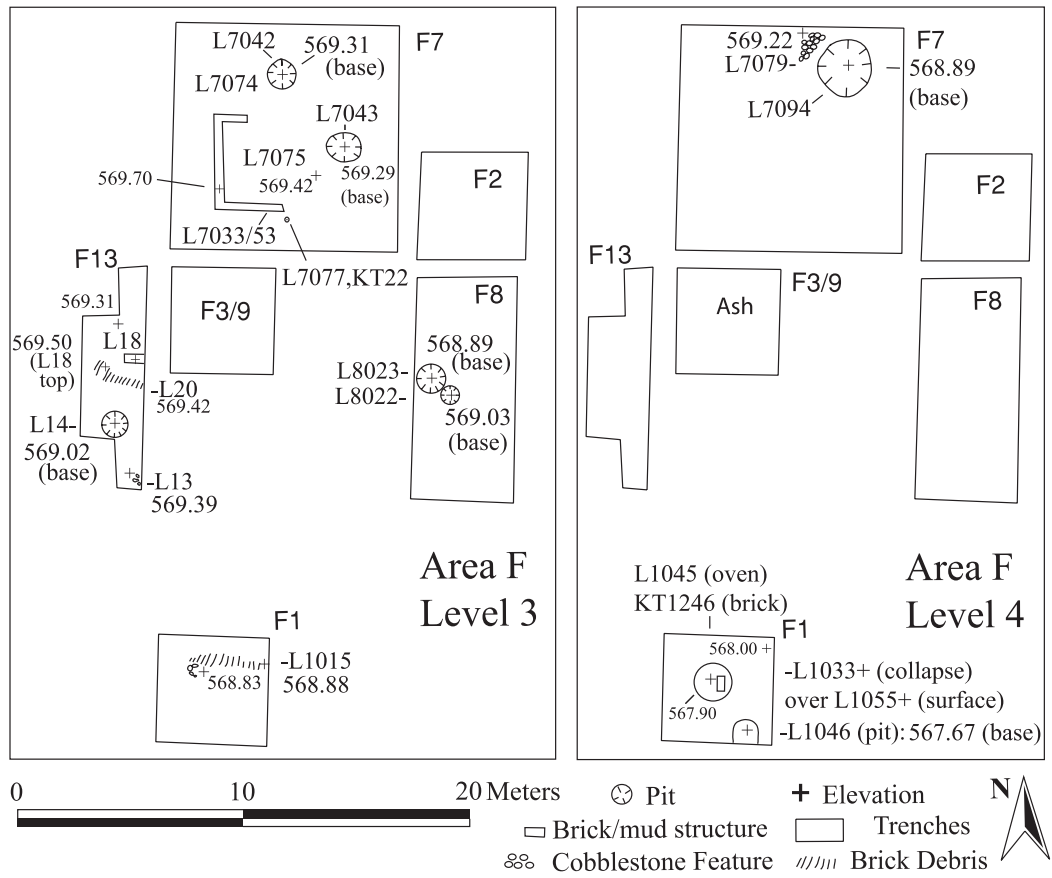 L7042
569.31
(base)
F7
L7074
L7043
L7075
569.42
569.29
(base)
569.70
F2
L7033/53
L7077,KT22
F13
F3/9
F8
569.31
L18
569.50
(L18
top)
-L20
569.42
568.89
(base)
L8023-
L8022-
569.03
(base)
L14-
569.02
(base)
-L13
569.39
Area F
Level 3
F1
-L1015
568.83
568.88
569.22
F7
L7079-
568.89
(base)
L7094
F2
F13
F3/9
Ash
F8
Area F
Level 4
L1045 (oven)
KT1246 (brick)
F1
568.00 +
-L1033+ (collapse)
over L1055+ (surface)
567.90
-L1046 (pit): 567.67 (base)
0 10 20 Meters
Pit
Elevation
N
Brick/mud structure
Trenches
Cobblestone Feature
Brick Debris